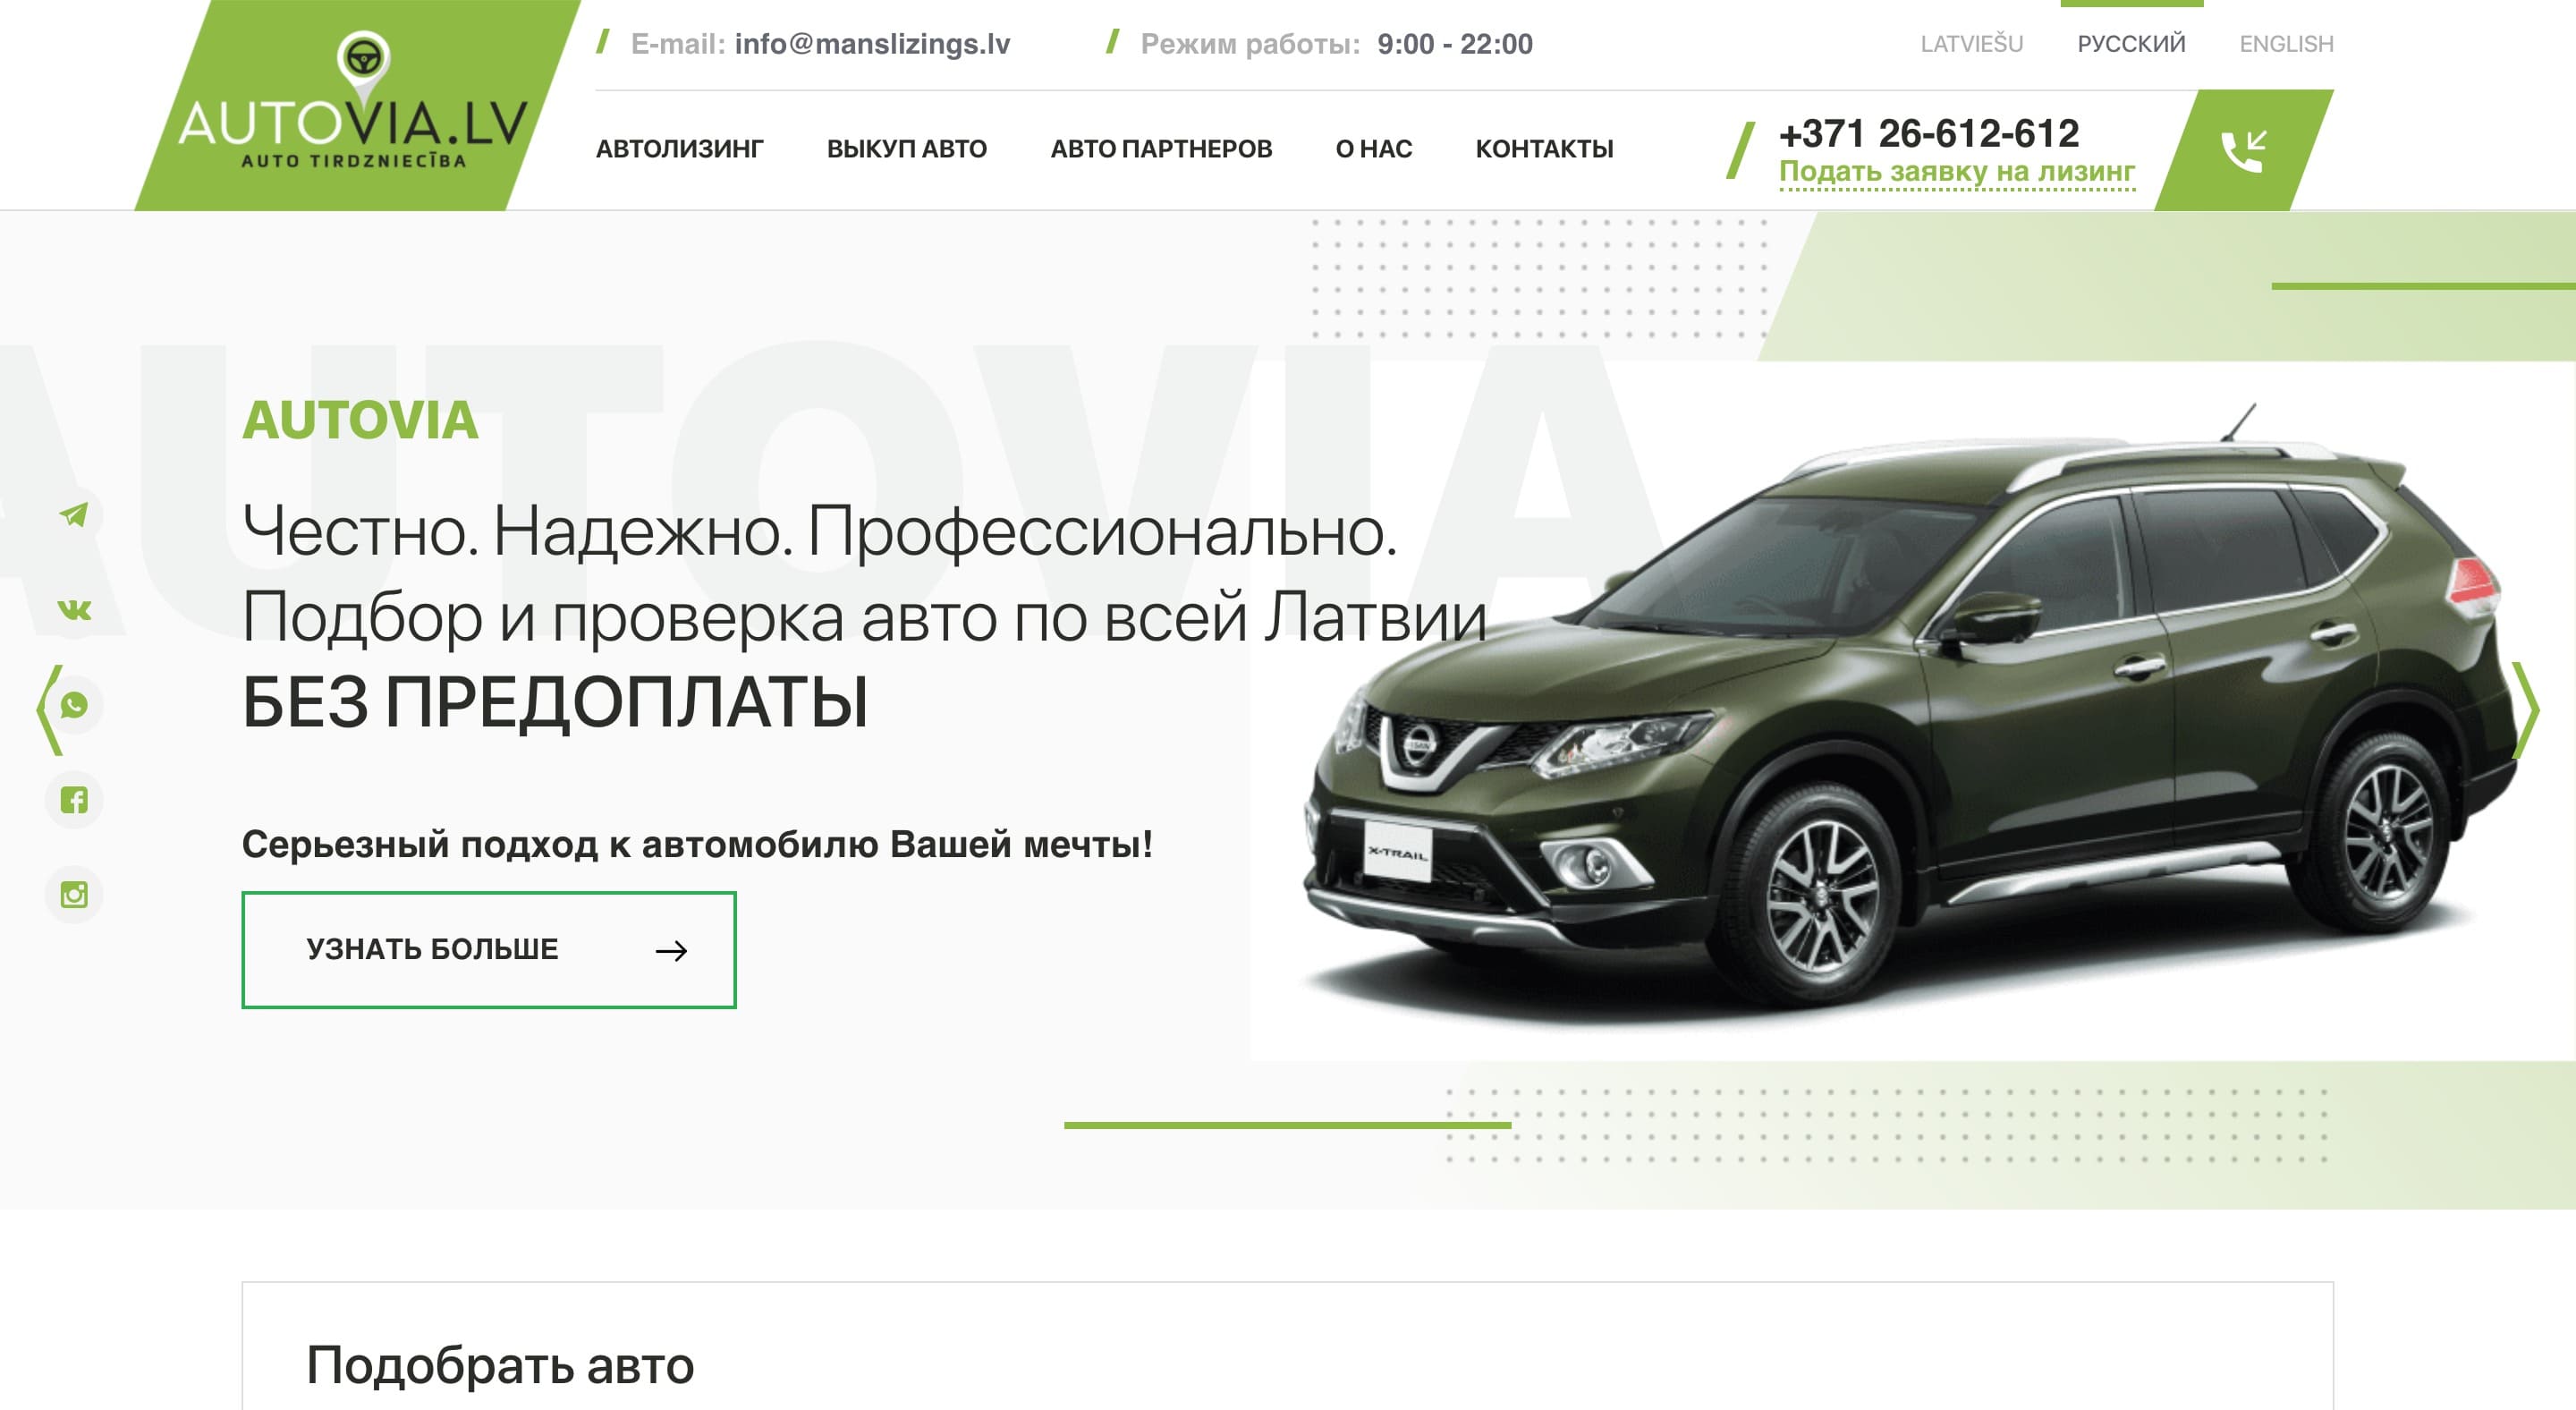 AUTOVIA.LV
AUTO TIRDZNIECĪBA
E-mail: info@manslizings.lv
Режим работы: 9:00 - 22:00
LATVIEŠU
РУССКИЙ
ENGLISH
АВТОЛИЗИНГ
ВЫКУП АВТО
АВТО ПАРТНЕРОВ
О НАС
КОНТАКТЫ
+371 26-612-612
Подать заявку на лизинг
AUTOVIA
AUTOVIA
Честно. Надежно. Профессионально.
Подбор и проверка авто по всей Латвии
БЕЗ ПРЕДОПЛАТЫ
Серьезный подход к автомобилю Вашей мечты!
УЗНАТЬ БОЛЬШЕ
NISSAN
X-TRAIL
Подобрать авто